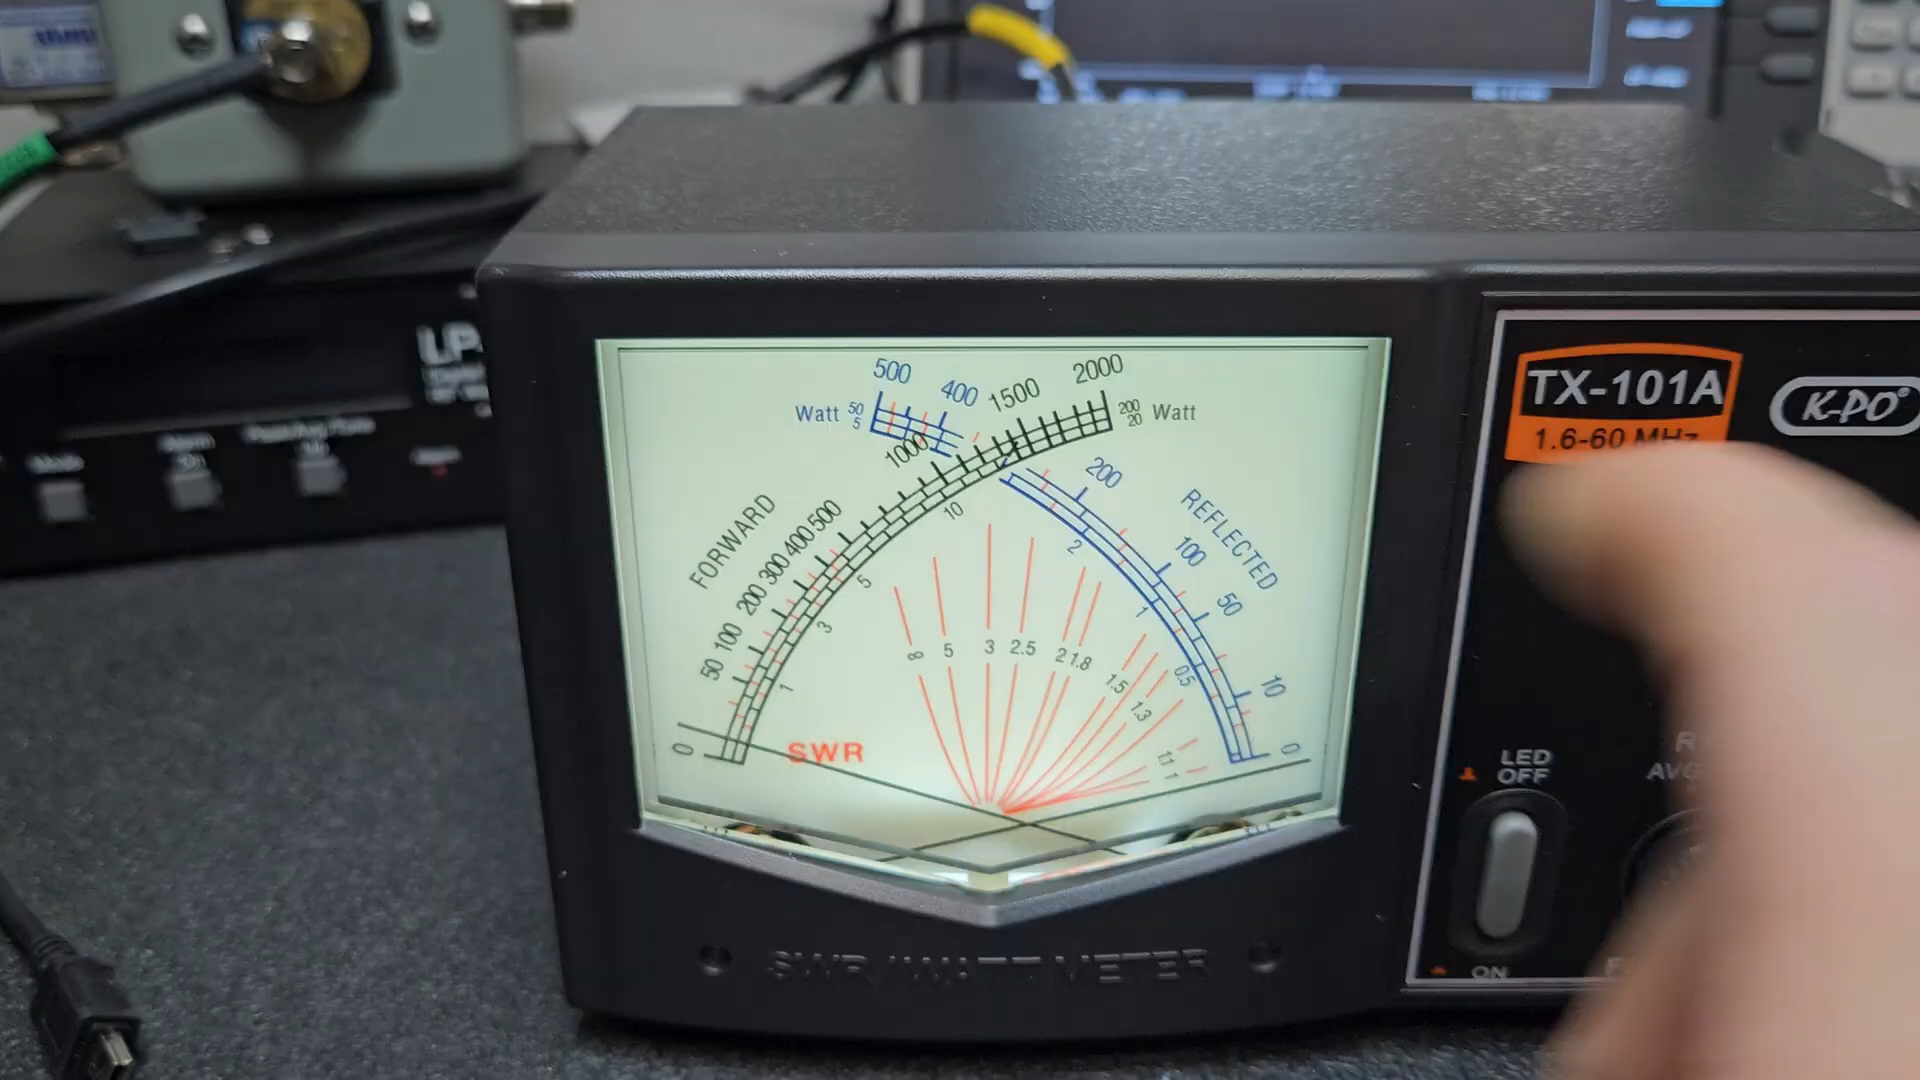 500
400
1500
2000
Watt
50
5
200
20
Watt
1000
200
FORWARD
REFLECTED
500
400
300
200
100
50
0
10
5
3
1
2
1
0.5
100
50
10
0
∞ 5 3 2.5 2 1.8 1.5 1.3 1.1 1
SWR
SWR/WATT METER
TX-101A
1.6-60 MHz
K-PO®
LED
OFF
ON
AVG
LP-